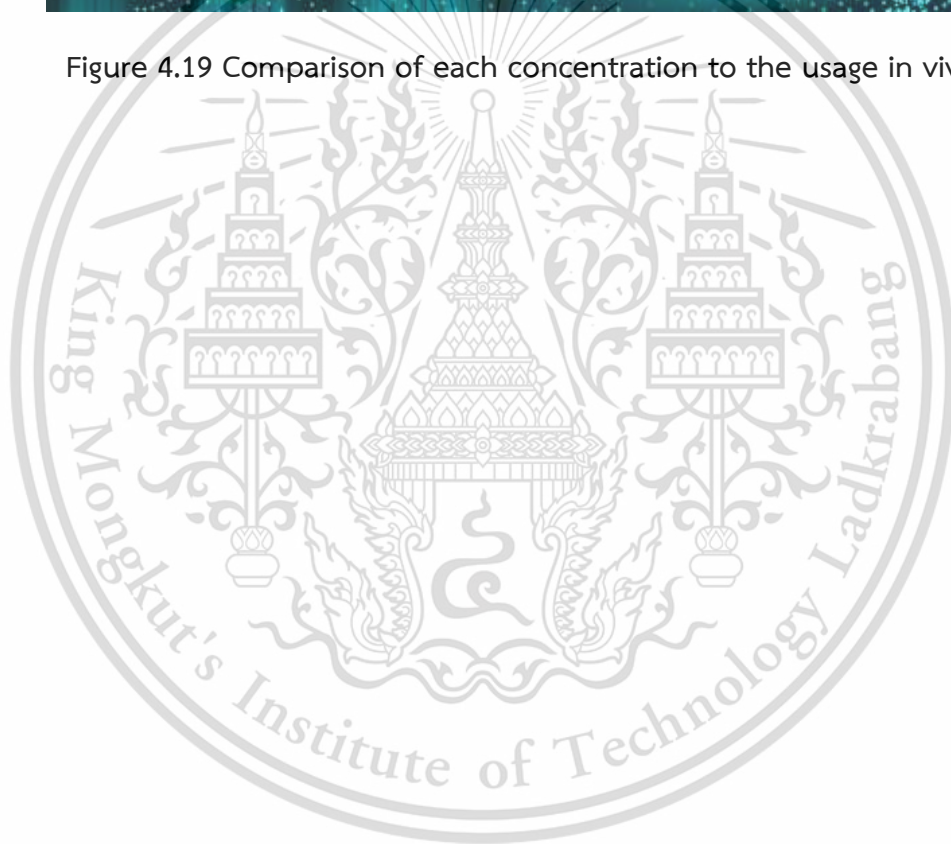 Figure 4.19 Comparison of each concentration to the usage in viv
King Mongkut's Institute of Technology Ladkrabang